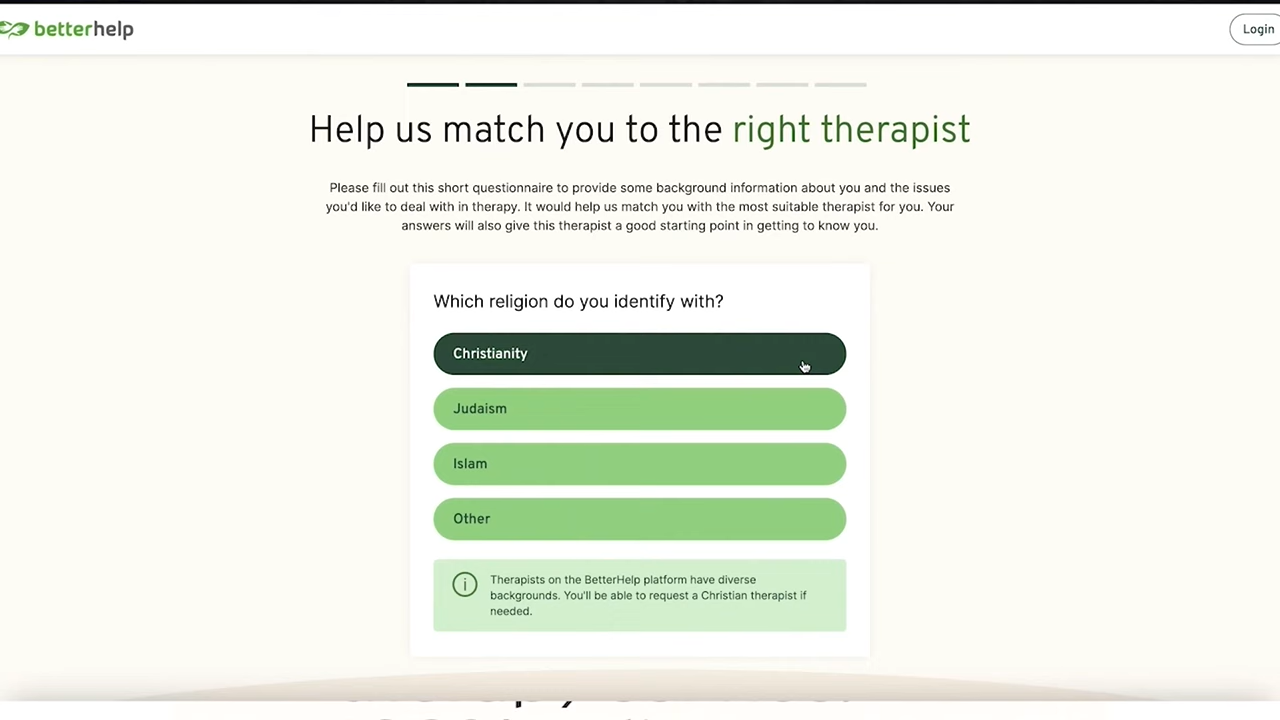 betterhelp
Login
Help us match you to the right therapist
Please fill out this short questionnaire to provide some background information about you and the issues
you'd like to deal with in therapy. It would help us match you with the most suitable therapist for you. Your
answers will also give this therapist a good starting point in getting to know you.
Which religion do you identify with?
Christianity
Judaism
Islam
Other
Therapists on the BetterHelp platform have diverse
backgrounds. You'll be able to request a Christian therapist if
needed.